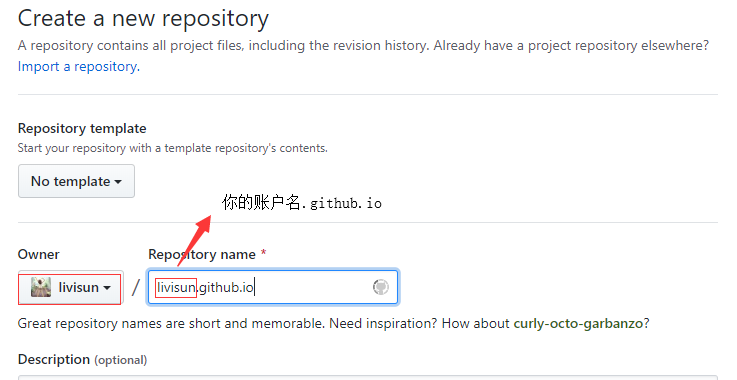 Create a new repository
A repository contains all project files, including the revision history. Already have a project repository elsewhere?
Import a repository.
Repository template
Start your repository with a template repository's contents.
No template
你的账户名.github.io
Owner
Repository name *
livisun
/
livisun.github.io
Great repository names are short and memorable. Need inspiration? How about curly-octo-garbanzo?
Description (optional)